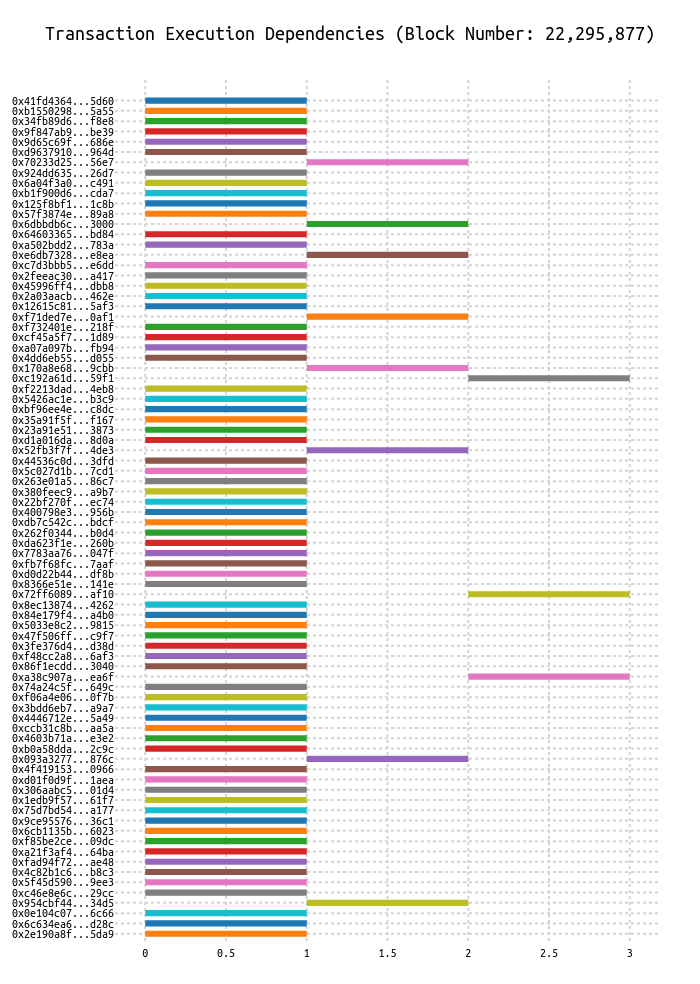 Transaction Execution Dependencies (Block Number: 22,295,877)
0x41fd4364...5d60
0xb1550298...5a55
0x34fb89d6...f8e8
0x9f847ab9...be39
0x9d65c69f...686e
0xd9637910...964d
0x70233d25...56e7
0x924dd635...26d7
0x6a04f3a0...c491
0xb1f900d6...cda7
0x125f8bf1...1c8b
0x57f3874e...89a8
0x6dbbdb6c...3000
0x64603365...bd84
0xa502bdd2...783a
0xe6db7328...e8ea
0xc7d3bbb5...e6dd
0x2feeac30...a417
0x45996ff4...dbb8
0x2a03aacb...462e
0x12615c81...5af3
0xf71ded7e...0af1
0xf732401e...218f
0xcf45a5f7...1d89
0xa07a097b...fb94
0x4dd6eb55...d055
0x170a8e68...9cbb
0xc192a61d...59f1
0xf2213dad...4eb8
0x5426ac1e...b3c9
0xbf96ee4e...c8dc
0x35a91f5f...f167
0x23a91e51...3873
0xd1a016da...8d0a
0x52fb3f7f...4de3
0x44536c0d...3dfd
0x5c027d1b...7cd1
0x263e01a5...86c7
0x380feec9...a9b7
0x22bf270f...ec74
0x400798e3...956b
0xdb7c542c...bdcf
0x262f0344...b0d4
0xda623f1e...260b
0x7783aa76...047f
0xfb7f68fc...7aaf
0xd0d22b44...df8b
0x8366e51e...141e
0x72ff6089...af10
0x8ec13874...4262
0x84e179f4...a4b0
0x5033e8c2...9815
0x47f506ff...c9f7
0x3fe376d4...d38d
0xf48cc2a8...6af3
0x86f1ecdd...3040
0xa38c907a...ea6f
0x74a24c5f...649c
0xf06a4e06...0f7b
0x3bdd6eb7...a9a7
0x4446712e...5a49
0xccb31c8b...aa5a
0x4603b71a...e3e2
0xb0a58dda...2c9c
0x093a3277...876c
0x4f419153...0966
0xd01f0d9f...1aea
0x306aabc5...01d4
0x1edb9f57...61f7
0x75d7bd54...a177
0x9ce95576...36c1
0x6cb1135b...6023
0xf85be2ce...09dc
0xa21f3af4...64ba
0xfad94f72...ae48
0x4c82b1c6...b8c3
0x5f45d590...9ee3
0xc46e8e6c...29cc
0x954cbf44...34d5
0x0e104c07...6c66
0x6c634ea6...d28c
0x2e190a8f...5da9
0 0.5 1 1.5 2 2.5 3